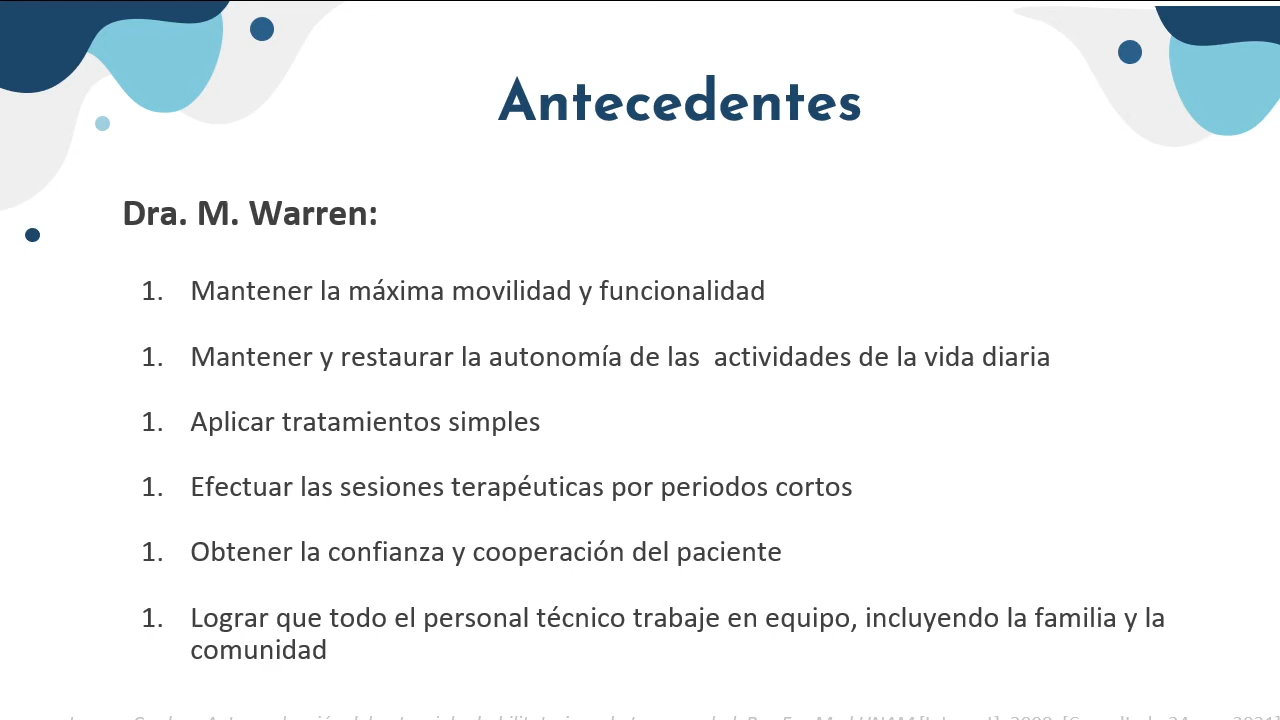 Antecedentes
Dra. M. Warren:
1. Mantener la máxima movilidad y funcionalidad
1. Mantener y restaurar la autonomía de las  actividades de la vida diaria
1. Aplicar tratamientos simples
1. Efectuar las sesiones terapéuticas por periodos cortos
1. Obtener la confianza y cooperación del paciente
1. Lograr que todo el personal técnico trabaje en equipo, incluyendo la familia y la
comunidad